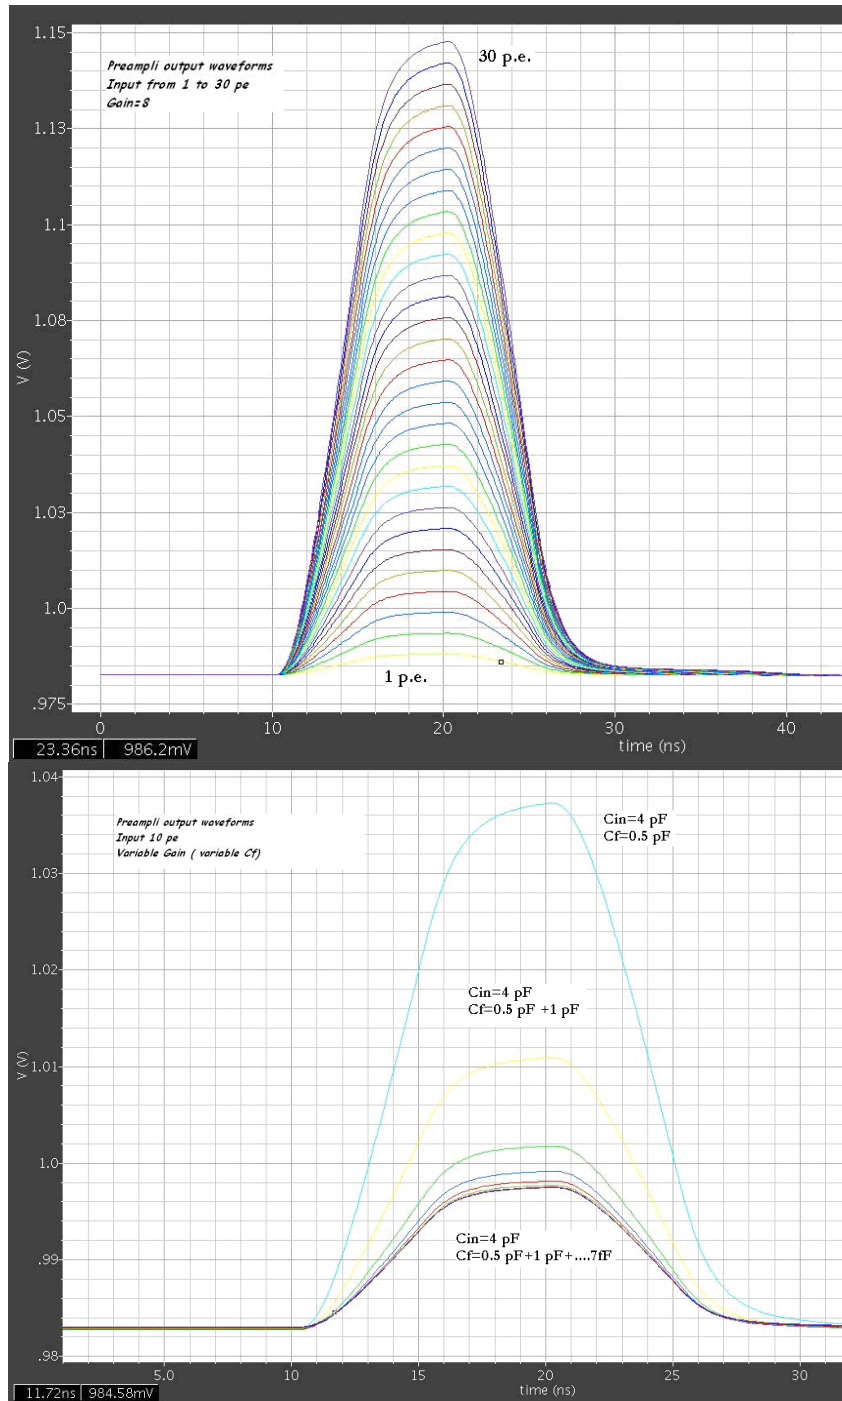 1.15
Preampli output waveforms
Input from 1 to 30 pe
Gain=8
30 p.e.
1.13
1.1
1.08
V (V)
1.05
1.03
1.0
1 p.e.
.975
0
10
20
30
40
time (ns)
23.36ns
986.2mV
1.04
Preampli output waveforms
Input 10 pe
Variable Gain ( variable Cf)
Cin=4 pF
Cf=0.5 pF
1.03
1.02
Cin=4 pF
Cf=0.5 pF +1 pF
V (V)
1.01
1.0
Cin=4 pF
Cf=0.5 pF+1 pF+....7fF
.99
.98
5.0
10
15
20
25
30
time (ns)
11.72ns
984.58mV